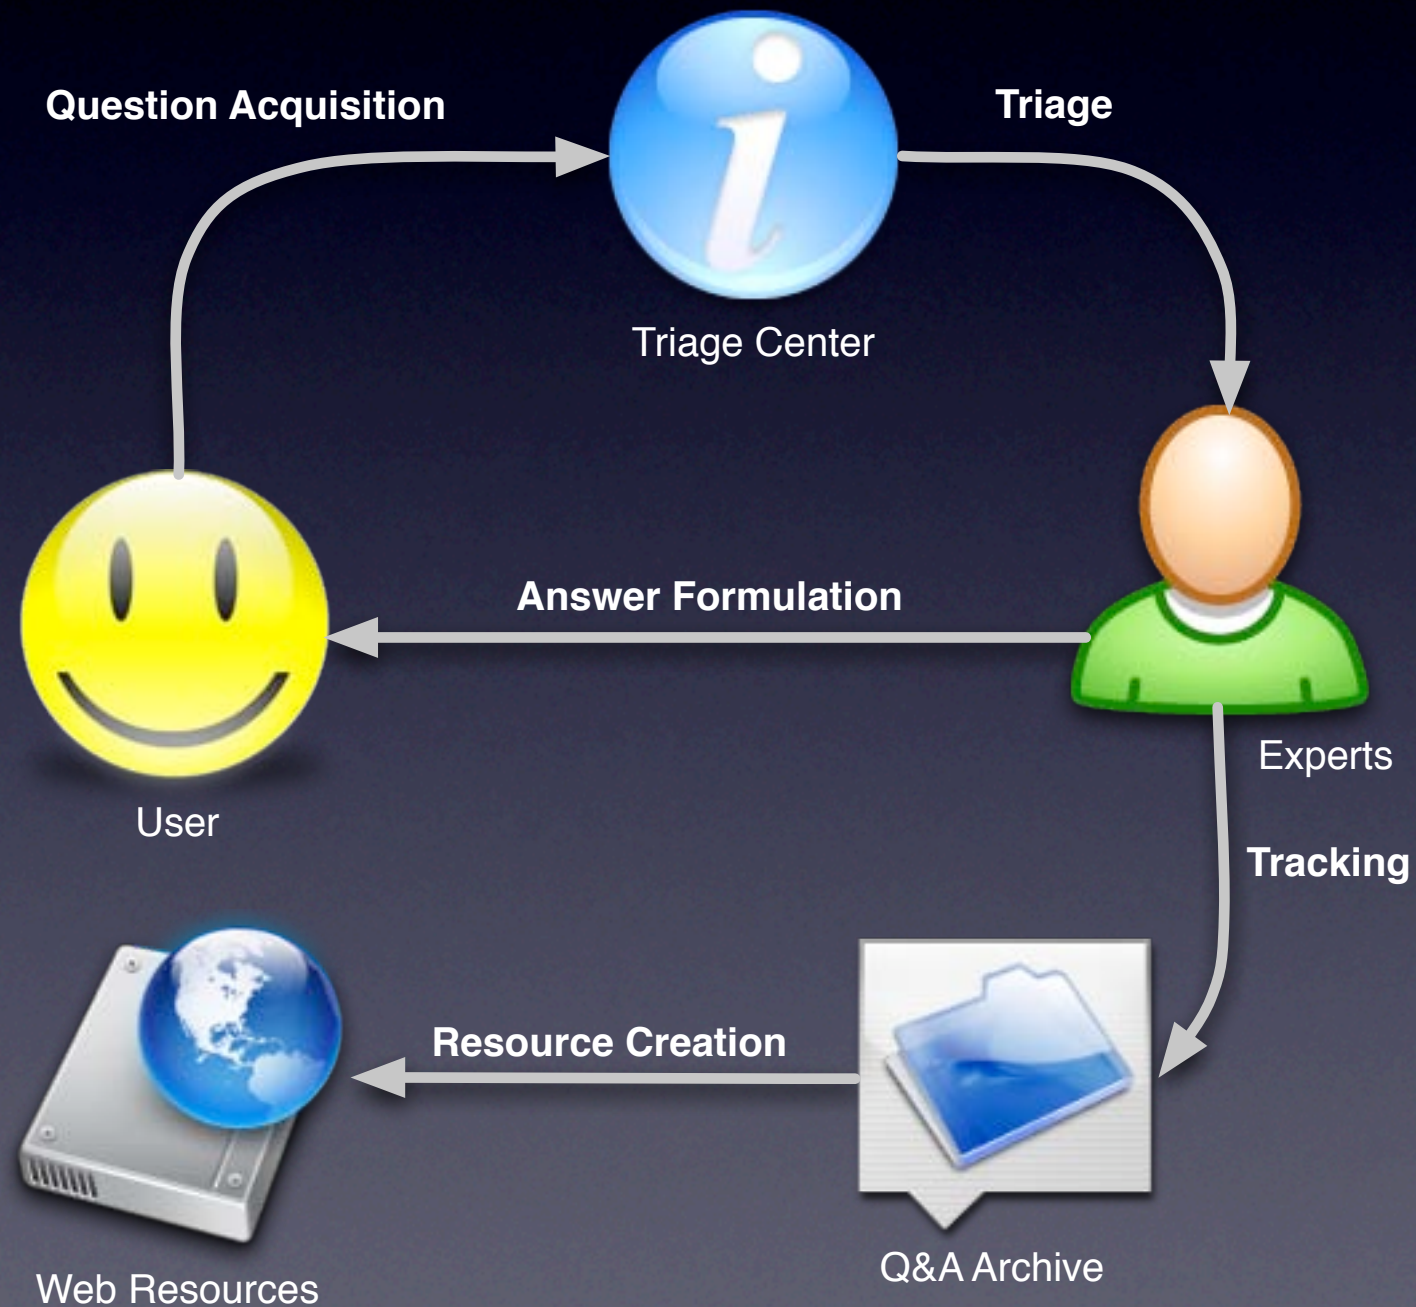 Question Acquisition
Triage
Triage Center
Answer Formulation
Experts
User
Tracking
Resource Creation
Q&A Archive
Web Resources